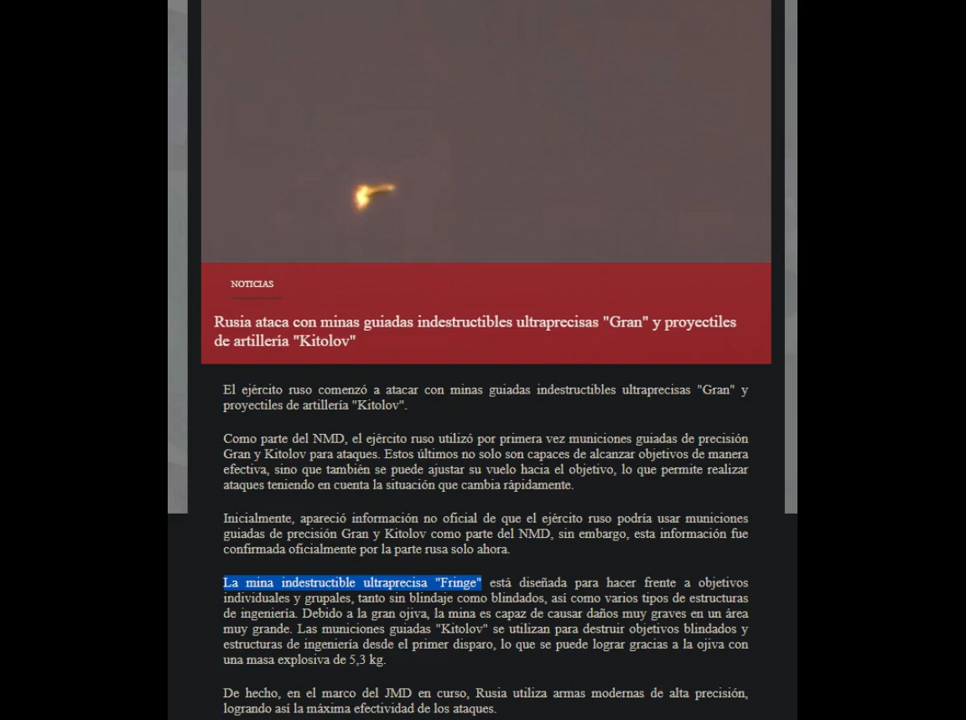 NOTICIAS
Rusia ataca con minas guiadas indestructibles ultraprecisas "Gran" y proyectiles
de artillería "Kitolov"
El ejército ruso comenzó a atacar con minas guiadas indestructibles ultraprecisas "Gran" y
proyectiles de artillería "Kitolov".
Como parte del NMD, el ejército ruso utilizó por primera vez municiones guiadas de precisión
Gran y Kitolov para ataques. Estos últimos no solo son capaces de alcanzar objetivos de manera
efectiva, sino que también se puede ajustar su vuelo hacia el objetivo, lo que permite realizar
ataques teniendo en cuenta la situación que cambia rápidamente.
Inicialmente, apareció información no oficial de que el ejército ruso podría usar municiones
guiadas de precisión Gran y Kitolov como parte del NMD, sin embargo, esta información fue
confirmada oficialmente por la parte rusa solo ahora.
La mina indestructible ultraprecisa "Fringe" está diseñada para hacer frente a objetivos
individuales y grupales, tanto sin blindaje como blindados, así como varios tipos de estructuras
de ingeniería. Debido a la gran ojiva, la mina es capaz de causar daños muy graves en un área
muy grande. Las municiones guiadas "Kitolov" se utilizan para destruir objetivos blindados y
estructuras de ingeniería desde el primer disparo, lo que se puede lograr gracias a la ojiva con
una masa explosiva de 5,3 kg.
De hecho, en el marco del JMD en curso, Rusia utiliza armas modernas de alta precisión,
logrando así la máxima efectividad de los ataques.